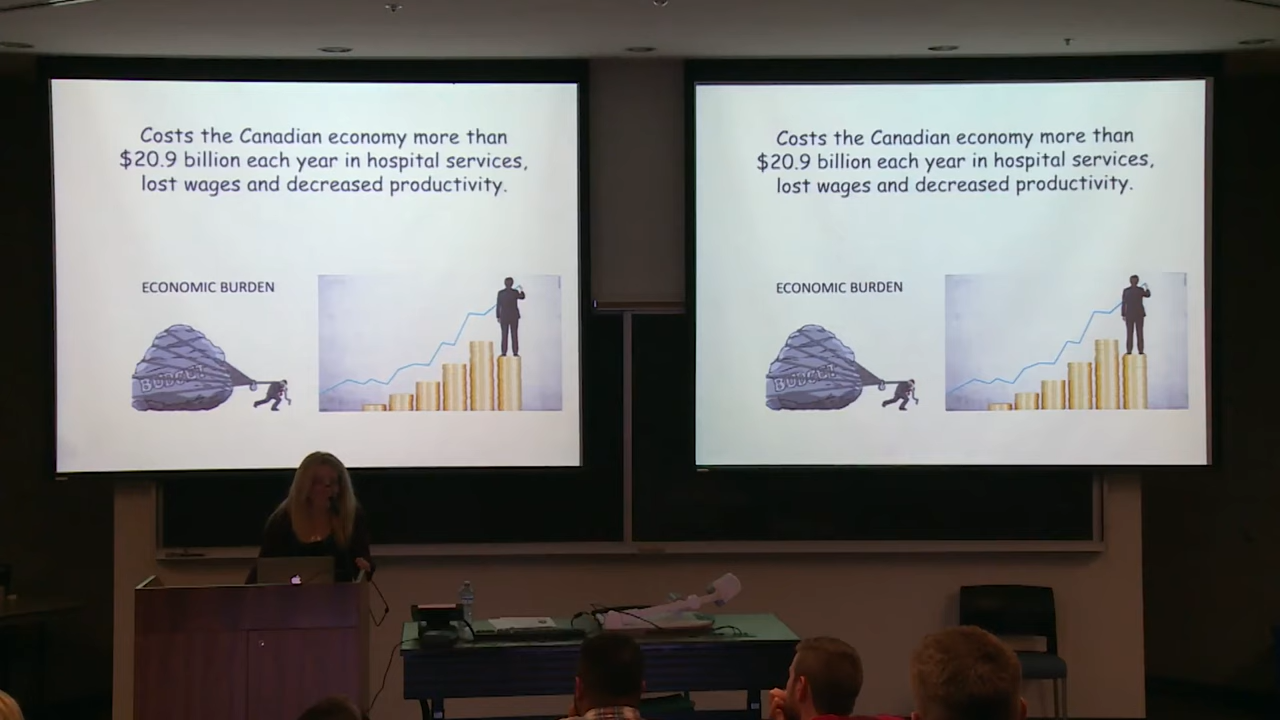 Costs the Canadian economy more than
$20.9 billion each year in hospital services,
lost wages and decreased productivity.
ECONOMIC BURDEN
BUDGET
Costs the Canadian economy more than
$20.9 billion each year in hospital services,
lost wages and decreased productivity.
ECONOMIC BURDEN
BUDGET